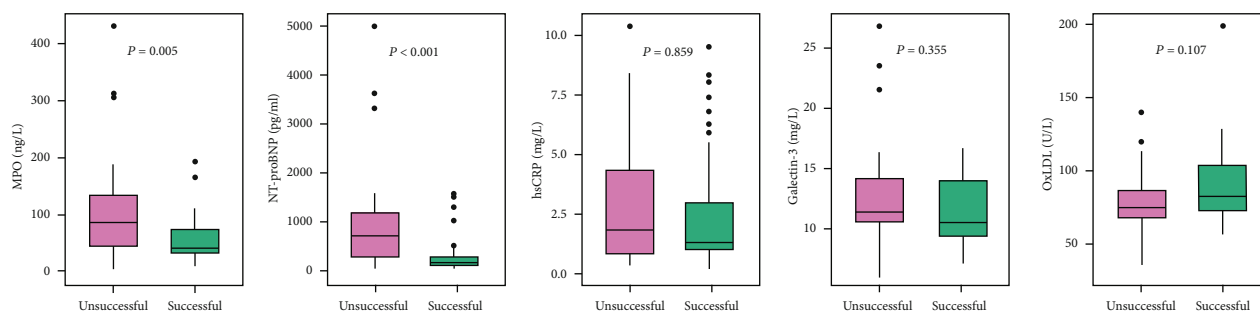 MPO (ng/L)
400
300
200
100
0
P = 0.005
Unsuccessful Successful
NT-proBNP (pg/ml)
5000
4000
3000
2000
1000
0
P < 0.001
Unsuccessful Successful
hsCRP (mg/L)
10.0
7.5
5.0
2.5
0.0
P = 0.859
Unsuccessful Successful
Galectin-3 (mg/L)
25
20
15
10
P = 0.355
Unsuccessful Successful
OxLDL (U/L)
200
150
100
50
P = 0.107
Unsuccessful Successful